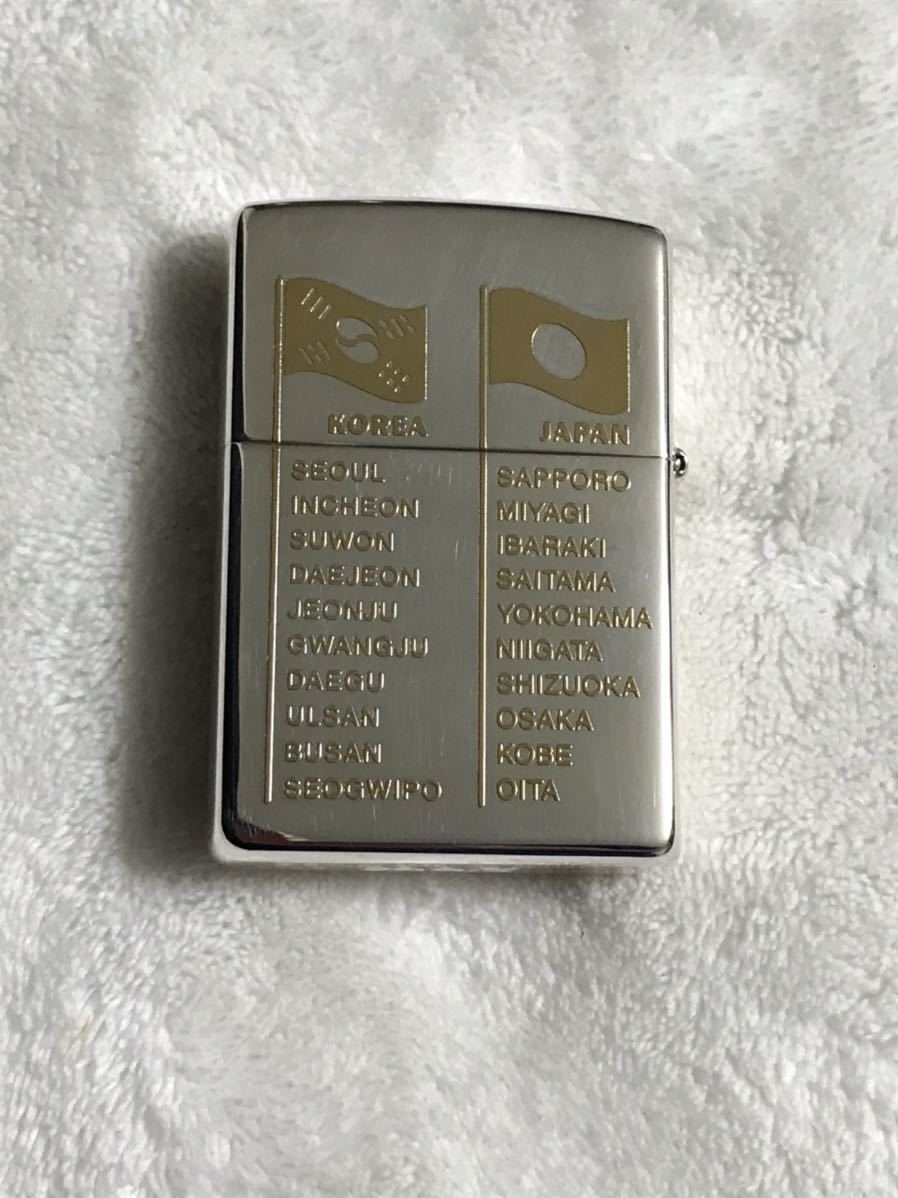 KOREA
SEOUL
INCHEON
SUWON
DAEJEON
JEONJU
GWANGJU
DAEGU
ULSAN
BUSAN
SEOGWIPO
JAPAN
SAPPORO
MIYAGI
IBARAKI
SAITAMA
YOKOHAMA
NIIGATA
SHIZUOKA
OSAKA
KOBE
OITA